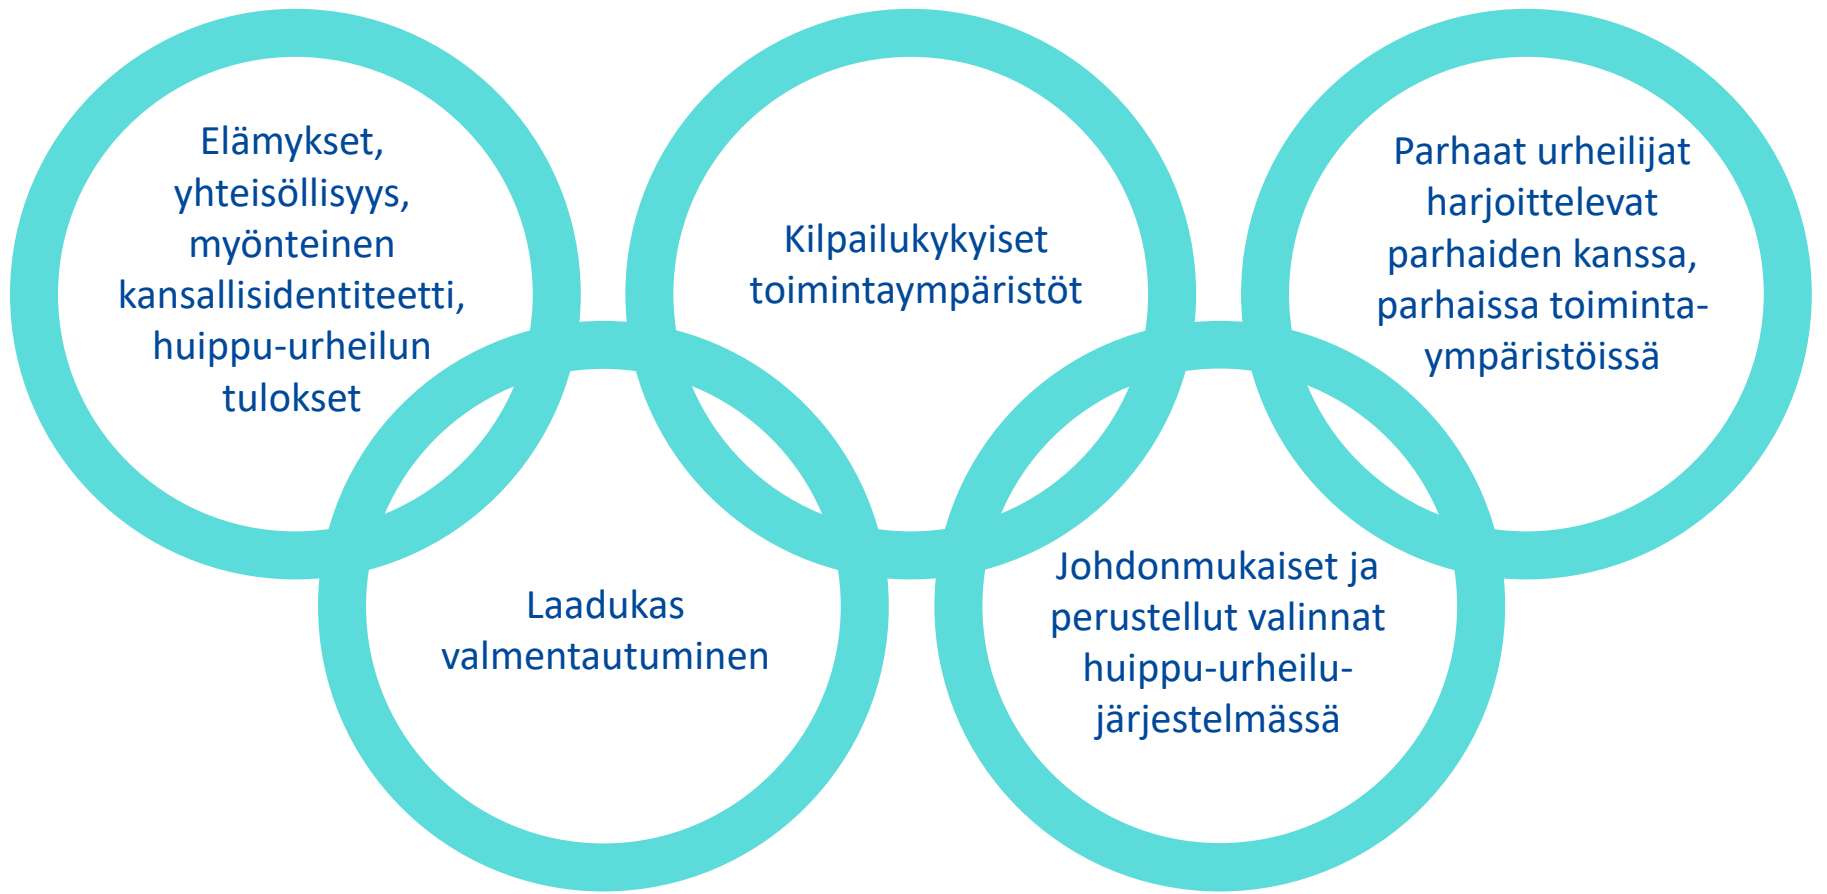 Elämykset,
yhteisöllisyys,
myönteinen
kansallisidentiteetti,
huippu-urheilun
tulokset
Kilpailukykyiset
toimintaympäristöt
Parhaat urheilijat
harjoittelevat
parhaiden kanssa,
parhaissa toiminta-
ympäristöissä
Laadukas
valmentautuminen
Johdonmukaiset ja
perustellut valinnat
huippu-urheilu-
järjestelmässä